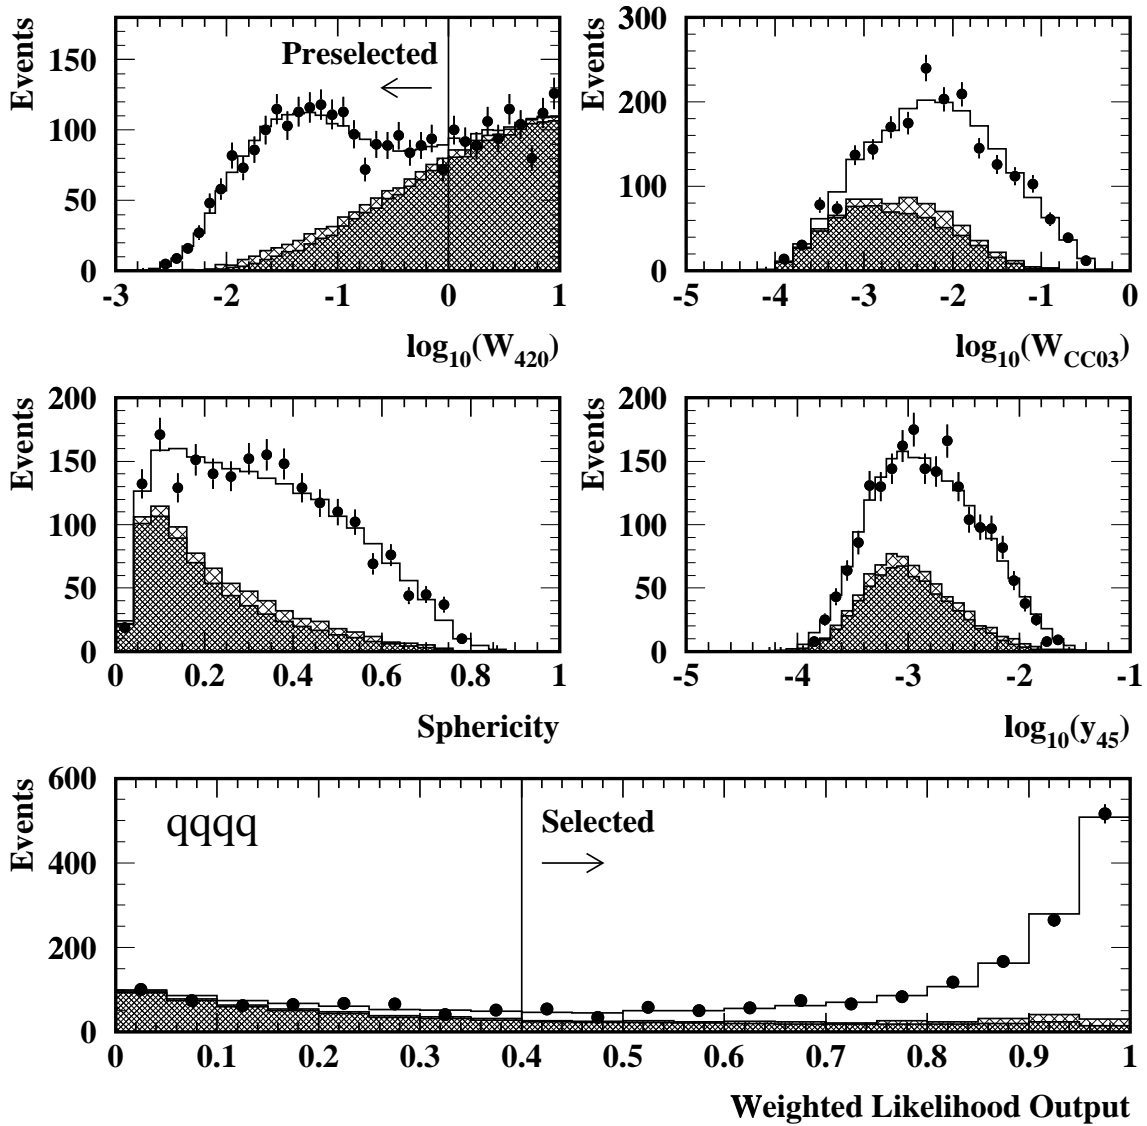 Events
150
100
50
0
Preselected
-3 -2 -1 0 1
log10(W420)
Events
300
200
100
0
-5 -4 -3 -2 -1 0
log10(WCC03)
Events
200
150
100
50
0
0 0.2 0.4 0.6 0.8 1
Sphericity
Events
200
150
100
50
0
-5 -4 -3 -2 -1
log10(y45)
Events
600
400
200
0
qqqq
Selected
0 0.1 0.2 0.3 0.4 0.5 0.6 0.7 0.8 0.9 1
Weighted Likelihood Output